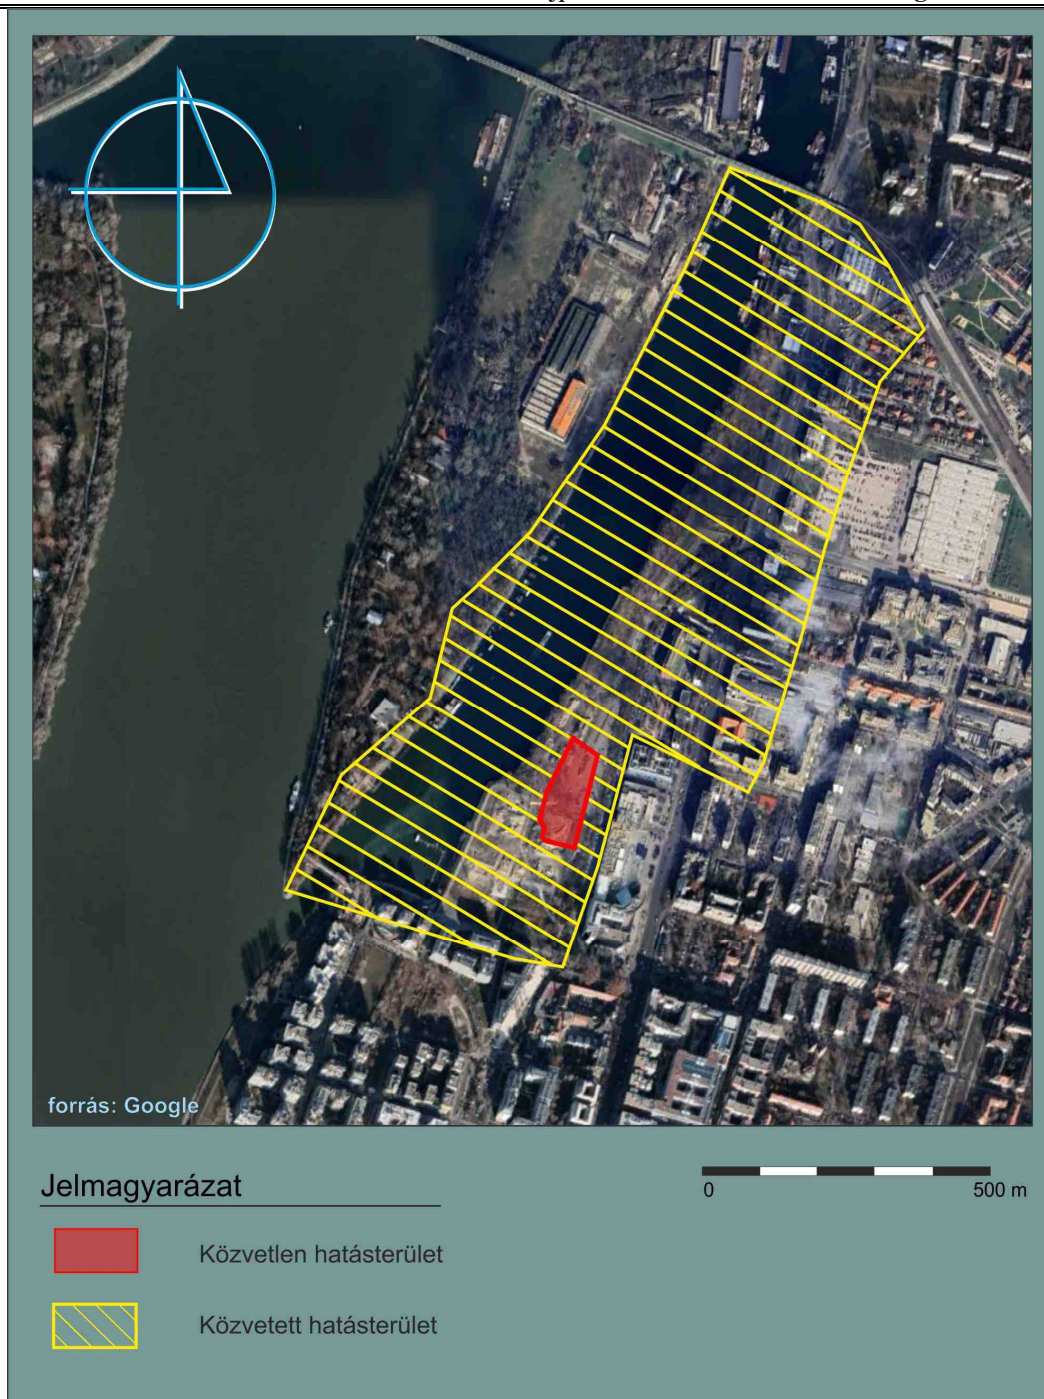 forrás: Google
Jelmagyarázat
0 500 m
Közvetlen hatásterület
Közvetett hatásterület